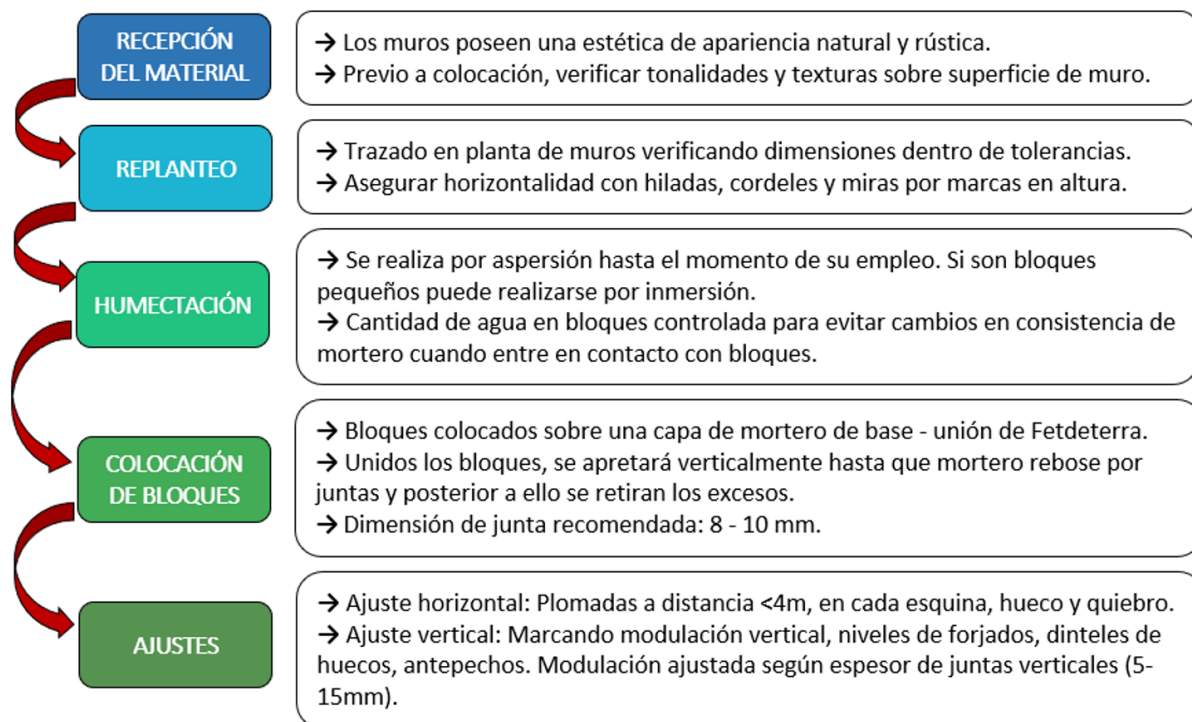 RECEPCIÓN
DEL MATERIAL
→ Los muros poseen una estética de apariencia natural y rústica.
→ Previo a colocación, verificar tonalidades y texturas sobre superficie de muro.
REPLANTEO
→ Trazado en planta de muros verificando dimensiones dentro de tolerancias.
→ Asegurar horizontalidad con hiladas, cordeles y miras por marcas en altura.
HUMECTACIÓN
→ Se realiza por aspersión hasta el momento de su empleo. Si son bloques
pequeños puede realizarse por inmersión.
→ Cantidad de agua en bloques controlada para evitar cambios en consistencia de
mortero cuando entre en contacto con bloques.
COLOCACIÓN
DE BLOQUES
→ Bloques colocados sobre una capa de mortero de base - unión de Fetdeterra.
→ Unidos los bloques, se apretará verticalmente hasta que mortero rebose por
juntas y posterior a ello se retiran los excesos.
→ Dimensión de junta recomendada: 8 - 10 mm.
AJUSTES
→ Ajuste horizontal: Plomadas a distancia <4m, en cada esquina, hueco y quiebro.
→ Ajuste vertical: Marcando modulación vertical, niveles de forjados, dinteles de
huecos, antepechos. Modulación ajustada según espesor de juntas verticales (5-
15mm).